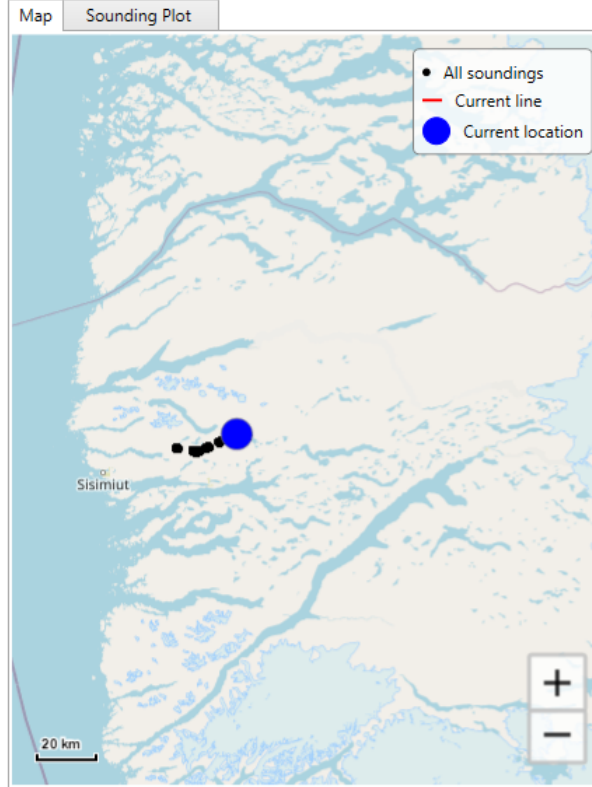 Map
Sounding Plot
All soundings
Current line
Current location
Sisimiut
+
−
20 km